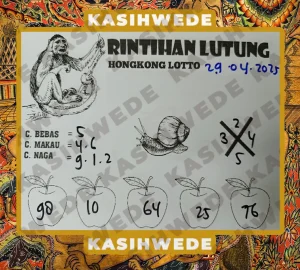 KASIHWEDE
RINTIHAN LUTUNG
HONGKONG LOTTO 29.04.2025
C. BEBAS = 5
C. MAKAU = 4.6
C. NAGA = 9.1.2
2
3 4
5
98 10 64 25 76
KASIHWEDE